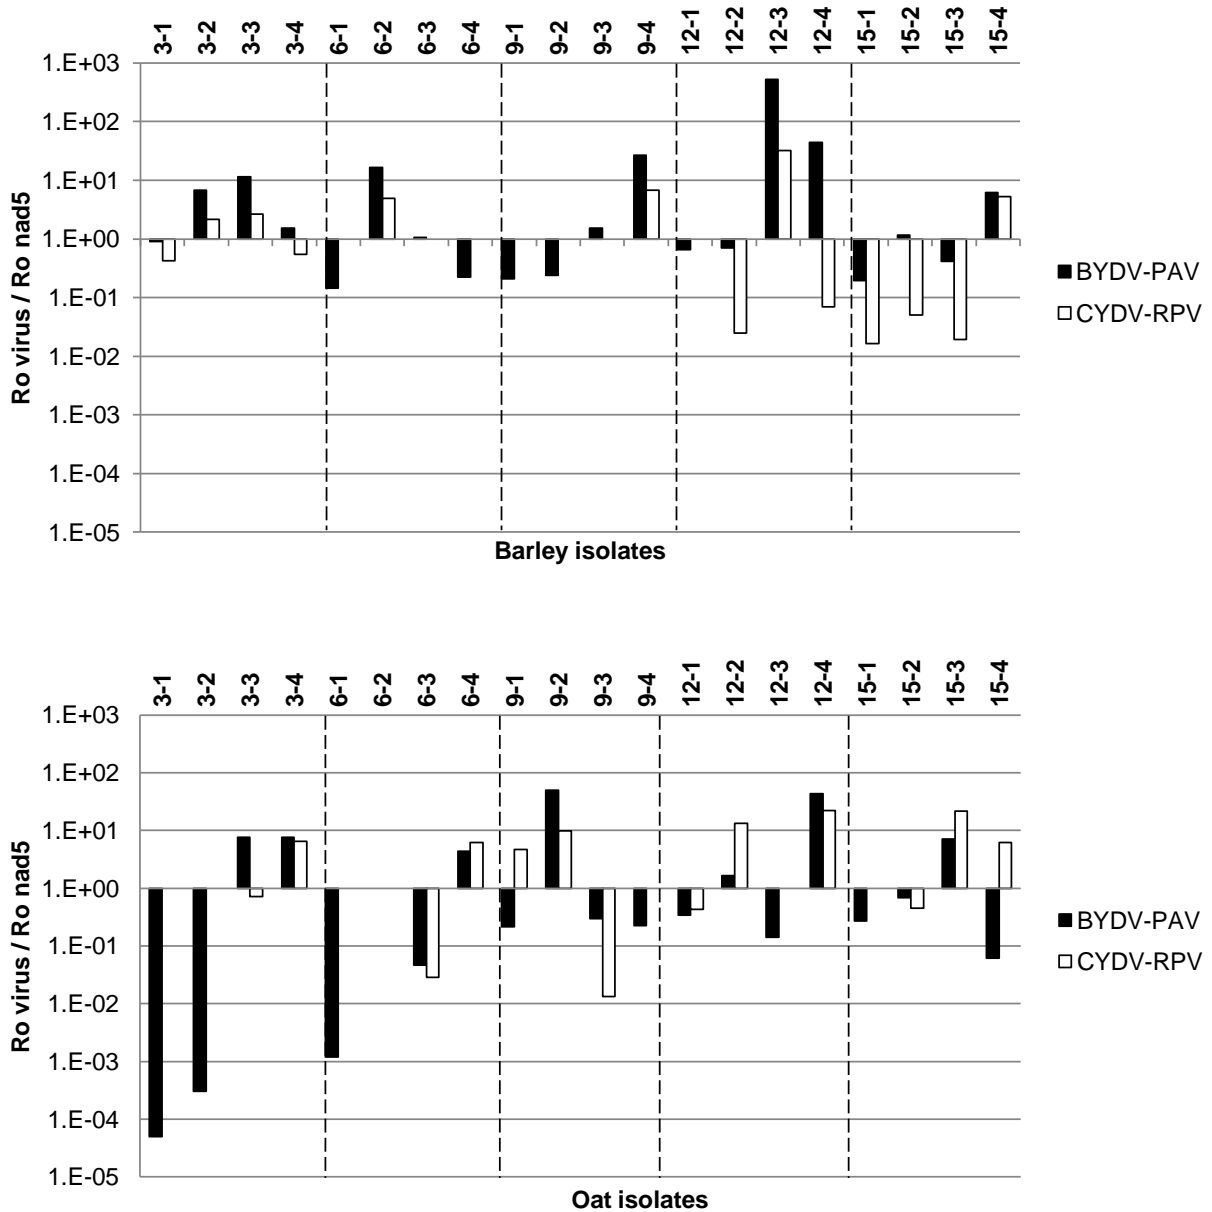 3-1 3-2 3-3 3-4 6-1 6-2 6-3 6-4 9-1 9-2 9-3 9-4 12-1 12-2 12-3 12-4 15-1 15-2 15-3 15-4
Ro virus / Ro nad5
1.E+03
1.E+02
1.E+01
1.E+00
1.E-01
1.E-02
1.E-03
1.E-04
1.E-05
BYDV-PAV
CYDV-RPV
Barley isolates
3-1 3-2 3-3 3-4 6-1 6-2 6-3 6-4 9-1 9-2 9-3 9-4 12-1 12-2 12-3 12-4 15-1 15-2 15-3 15-4
Ro virus / Ro nad5
1.E+03
1.E+02
1.E+01
1.E+00
1.E-01
1.E-02
1.E-03
1.E-04
1.E-05
BYDV-PAV
CYDV-RPV
Oat isolates